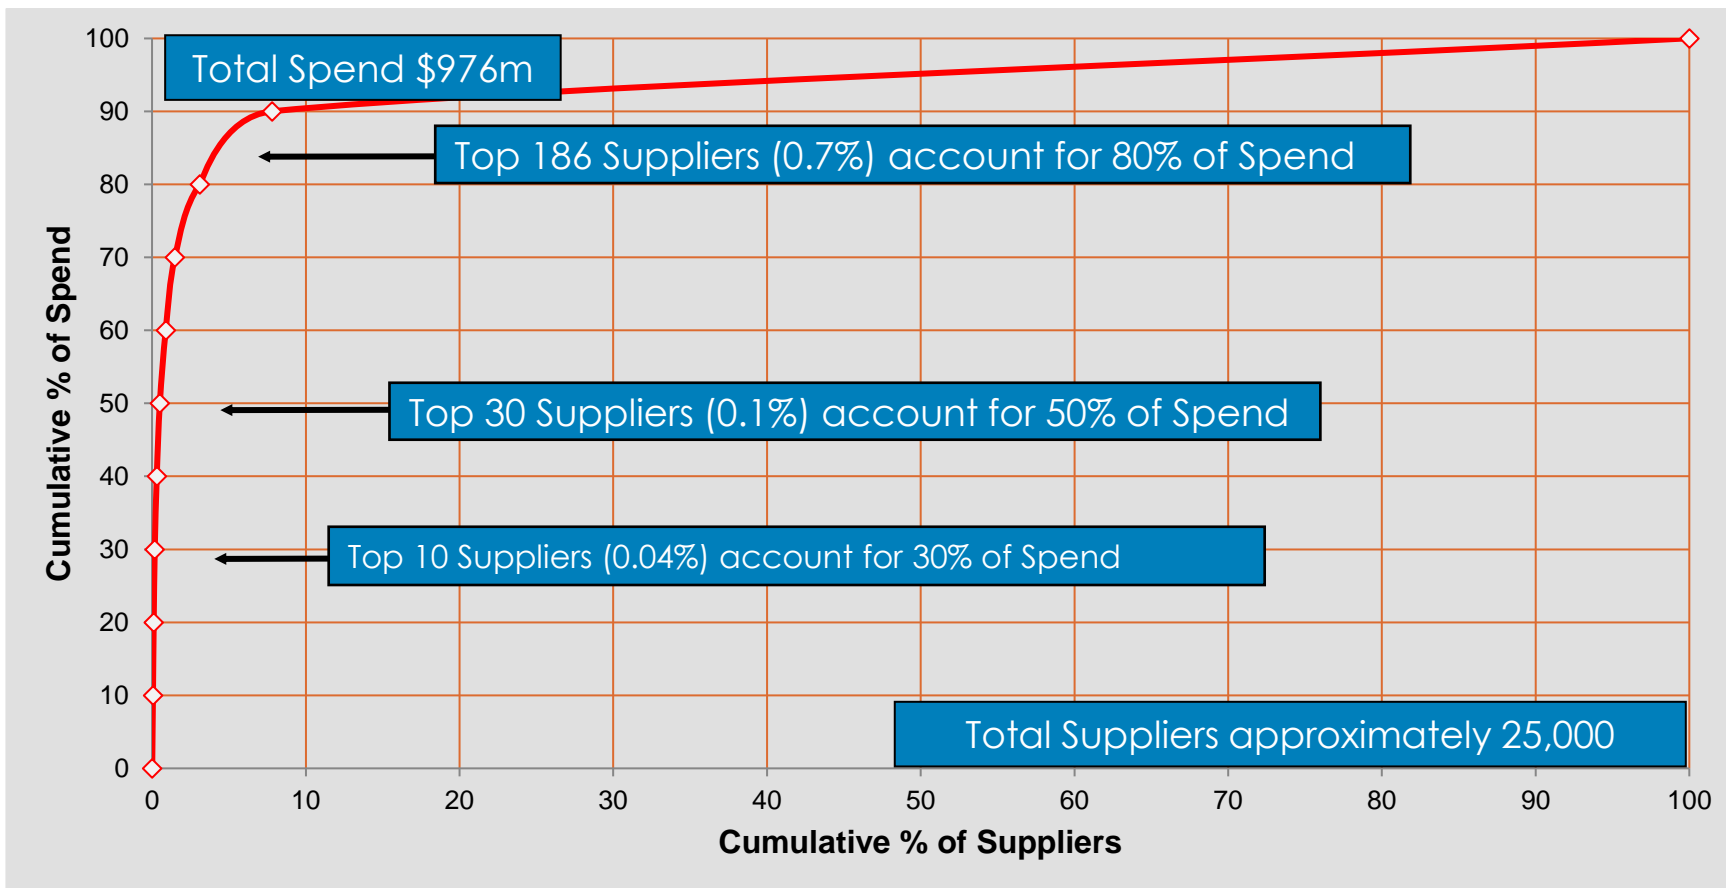 Total Spend $976m
Top 186 Suppliers (0.7%) account for 80% of Spend
Top 30 Suppliers (0.1%) account for 50% of Spend
Top 10 Suppliers (0.04%) account for 30% of Spend
Total Suppliers approximately 25,000
Cumulative % of Spend
100
90
80
70
60
50
40
30
20
10
0
0 10 20 30 40 50 60 70 80 90 100
Cumulative % of Suppliers